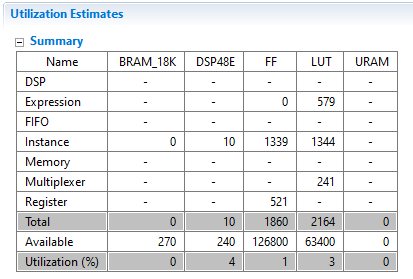 Utilization Estimates
Summary
Name BRAM_18K DSP48E FF LUT URAM
DSP - - - - -
Expression - - 0 579 -
FIFO - - - - -
Instance 0 10 1339 1344 -
Memory - - - - -
Multiplexer - - - 241 -
Register - - 521 - -
Total 0 10 1860 2164 0
Available 270 240 126800 63400 0
Utilization (%) 0 4 1 3 0